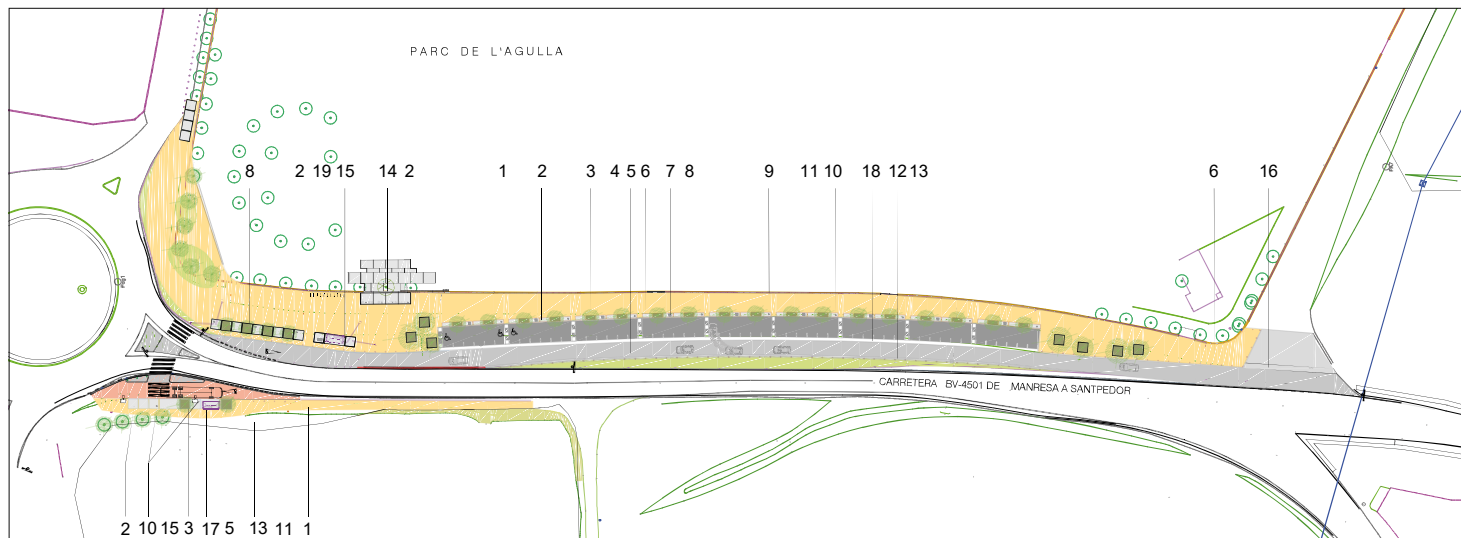 PARC DE L'AGULLA
8 2 19 15 14 2 1 2 3 4 5 6 7 8 9 11 10 18 12 13 6 16
CARRETERA BV-4501 DE MANRESA A SANTPEDOR
2 10 15 3 17 5 13 11 1